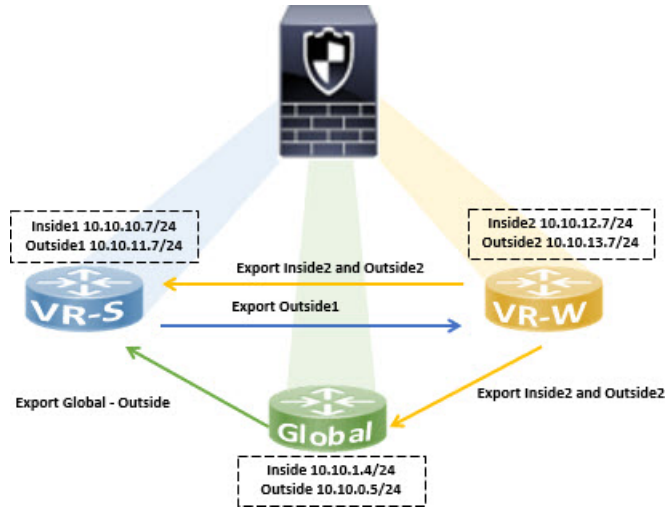 Inside1 10.10.10.7/24
Outside1 10.10.11.7/24
Inside2 10.10.12.7/24
Outside2 10.10.13.7/24
Export Inside2 and Outside2
VR-S
Export Outside1
VR-W
Export Global - Outside
Export Inside2 and Outside2
Global
Inside 10.10.1.4/24
Outside 10.10.0.5/24